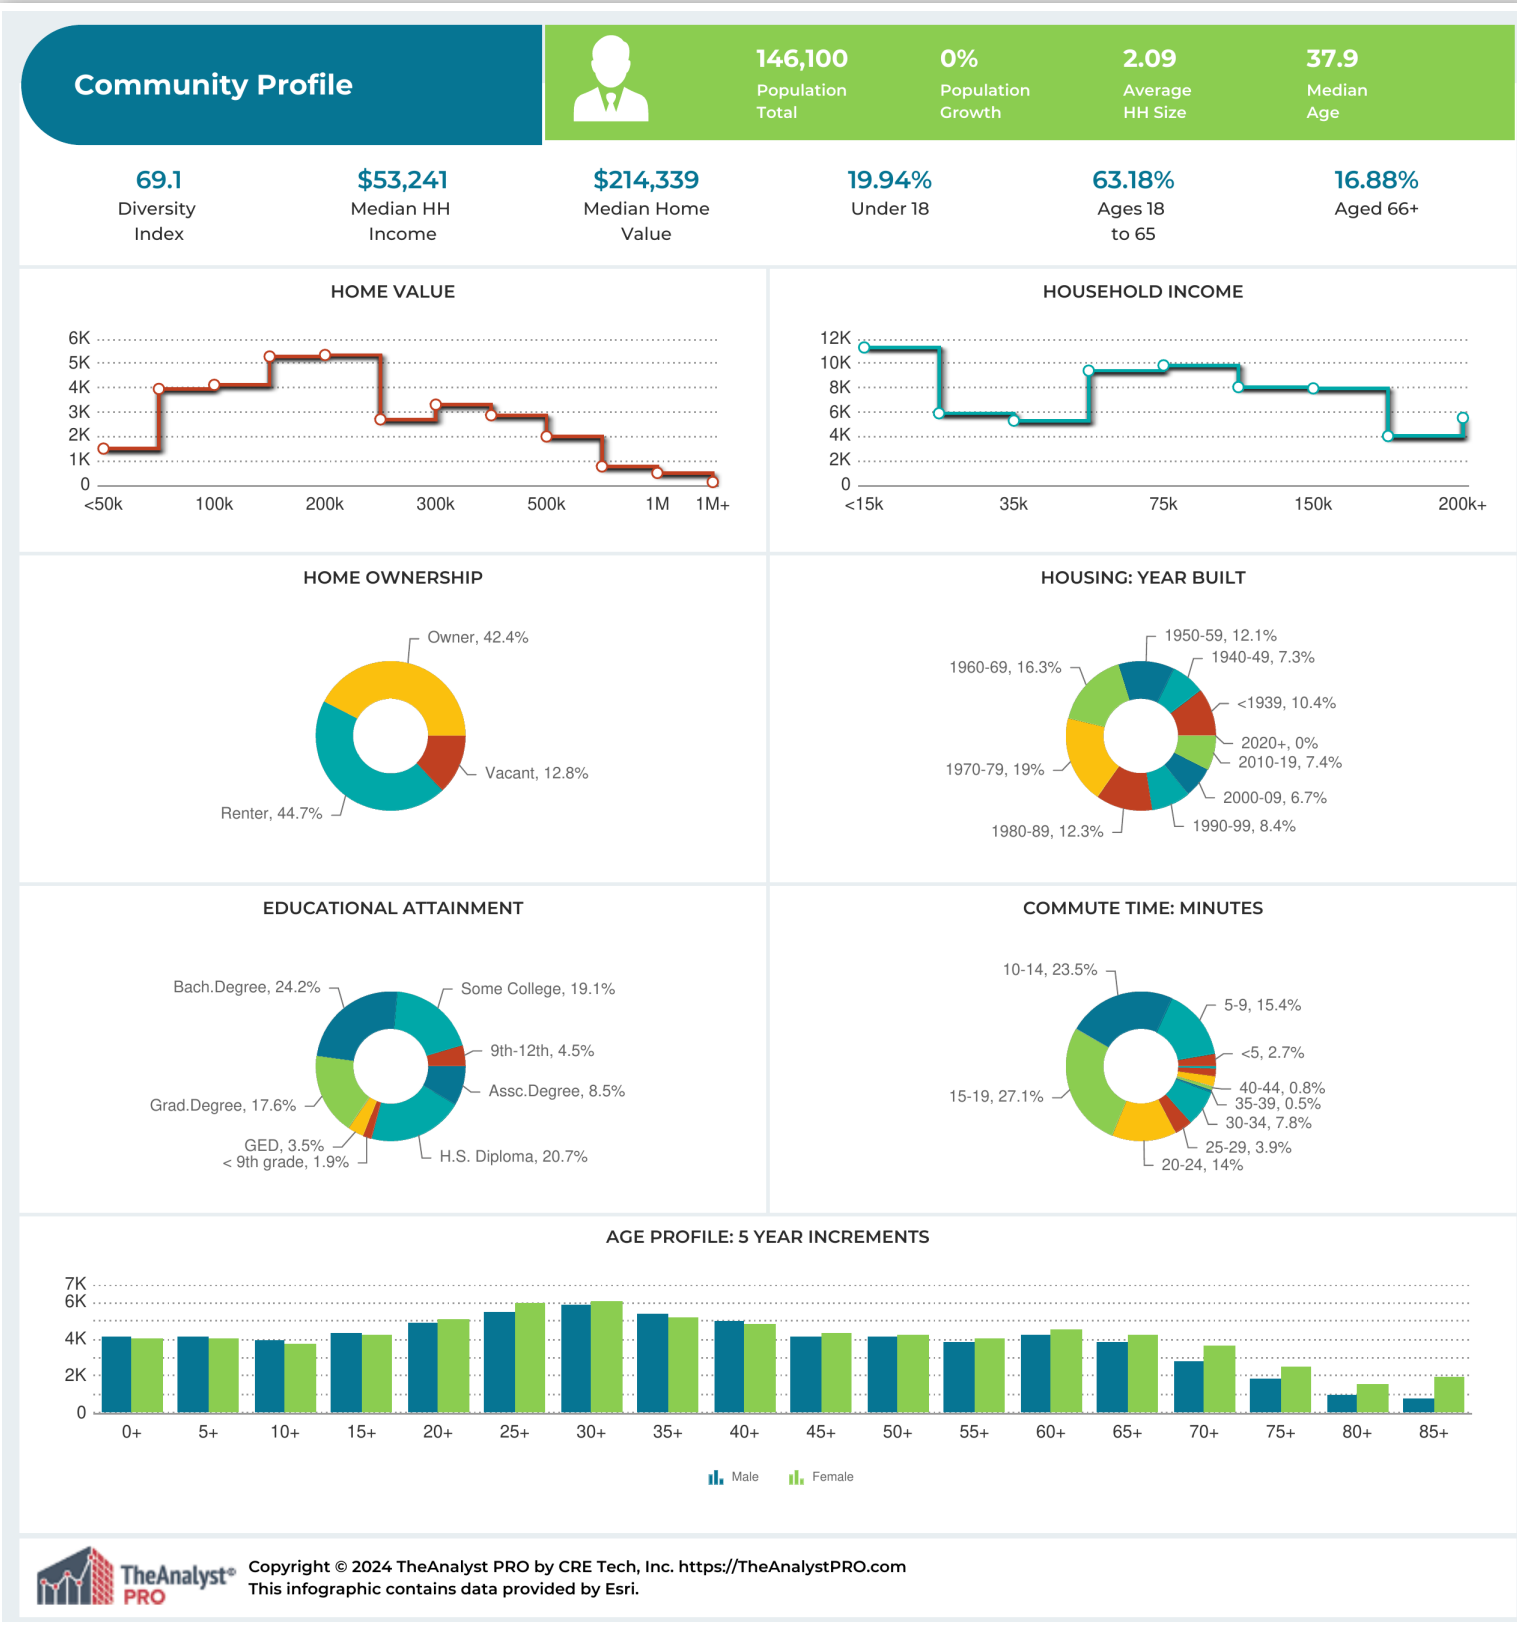 Community Profile
146,100
Population
Total
0%
Population
Growth
2.09
Average
HH Size
37.9
Median
Age
69.1
Diversity
Index
$53,241
Median HH
Income
$214,339
Median Home
Value
19.94%
Under 18
63.18%
Ages 18
to 65
16.88%
Aged 66+
HOME VALUE
6K
5K
4K
3K
2K
1K
0
<50k 100k 200k 300k 500k 1M 1M+
HOUSEHOLD INCOME
12K
10K
8K
6K
4K
2K
0
<15k 35k 75k 150k 200k+
HOME OWNERSHIP
Owner, 42.4%
Vacant, 12.8%
Renter, 44.7%
HOUSING: YEAR BUILT
1950-59, 12.1%
1940-49, 7.3%
1960-69, 16.3%
<1939, 10.4%
2020+, 0%
2010-19, 7.4%
1970-79, 19%
2000-09, 6.7%
1990-99, 8.4%
1980-89, 12.3%
EDUCATIONAL ATTAINMENT
Bach.Degree, 24.2%
Some College, 19.1%
9th-12th, 4.5%
Assc.Degree, 8.5%
Grad.Degree, 17.6%
GED, 3.5%
< 9th grade, 1.9%
H.S. Diploma, 20.7%
COMMUTE TIME: MINUTES
10-14, 23.5%
5-9, 15.4%
<5, 2.7%
40-44, 0.8%
15-19, 27.1%
35-39, 0.5%
30-34, 7.8%
25-29, 3.9%
20-24, 14%
AGE PROFILE: 5 YEAR INCREMENTS
7K
6K
4K
2K
0
0+ 5+ 10+ 15+ 20+ 25+ 30+ 35+ 40+ 45+ 50+ 55+ 60+ 65+ 70+ 75+ 80+ 85+
Male Female
TheAnalyst©
PRO
Copyright © 2024 TheAnalyst PRO by CRE Tech, Inc. https://TheAnalystPRO.com
This infographic contains data provided by Esri.